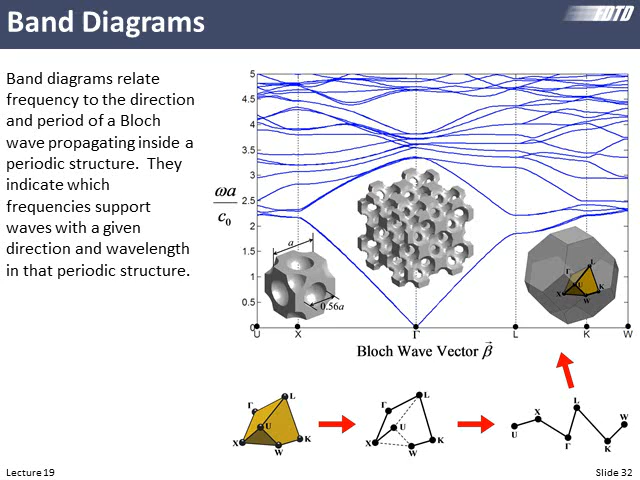 Band Diagrams
FDTD
Band diagrams relate
frequency to the direction
and period of a Bloch
wave propagating inside a
periodic structure. They
indicate which
frequencies support
waves with a given
direction and wavelength
in that periodic structure.
ωa
c₀
5
4.5
4
3.5
3
2.5
2
1.5
1
0.5
0
a
0.56a
L
Γ
U
X
K
W
U
X
Γ
L
K
W
Bloch Wave Vector β⃗
L
Γ
U
X
K
W
L
Γ
U
X
K
W
U
X
Γ
L
K
W
Lecture 19
Slide 32